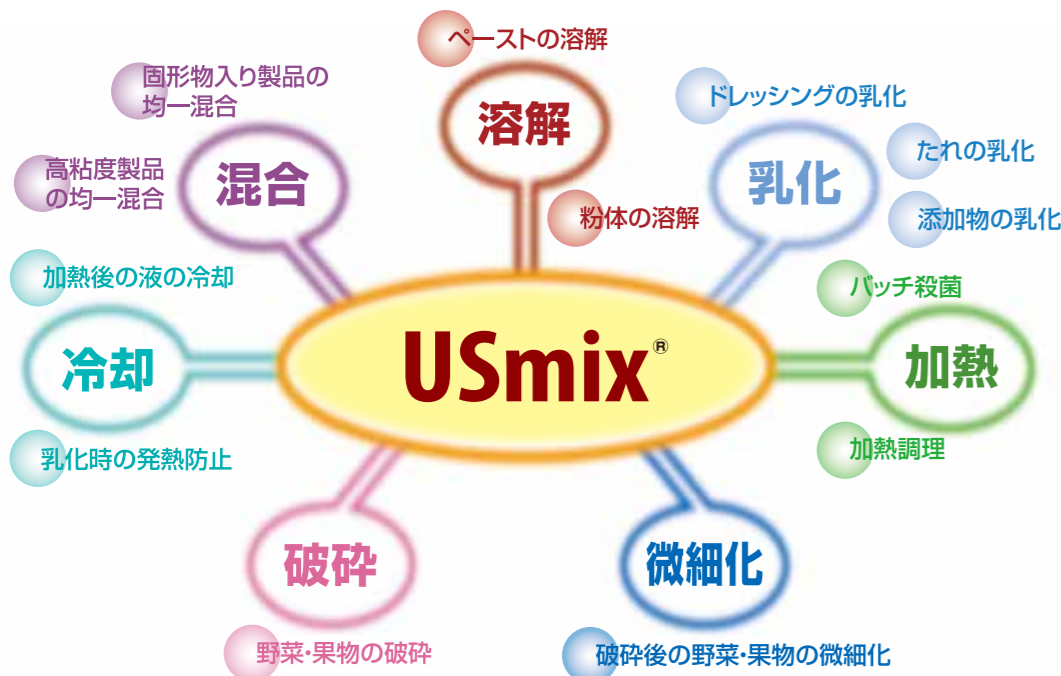 ペーストの溶解
溶解
粉体の溶解
固形物入り製品の
均一混合
混合
高粘度製品
の均一混合
ドレッシングの乳化
乳化
たれの乳化
添加物の乳化
加熱後の液の冷却
冷却
乳化時の発熱防止
USmix®
バッチ殺菌
加熱
加熱調理
破砕
野菜・果物の破砕
微細化
破砕後の野菜・果物の微細化